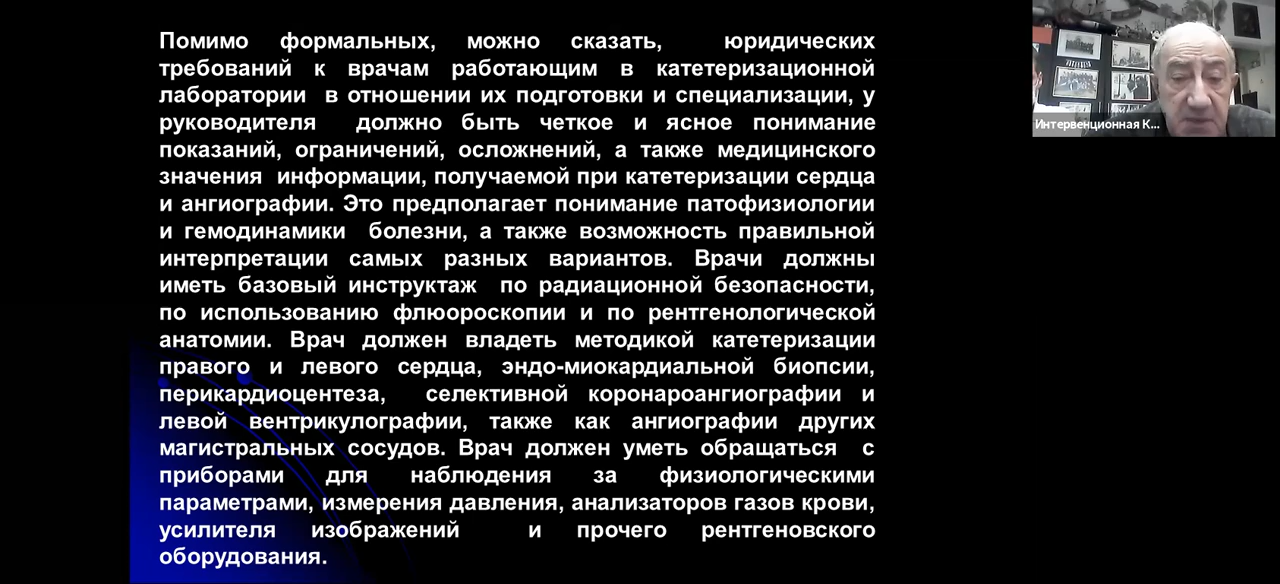 Помимо формальных, можно сказать, юридических
требований к врачам работающим в катетеризационной
лаборатории в отношении их подготовки и специализации, у
руководителя должно быть четкое и ясное понимание
показаний, ограничений, осложнений, а также медицинского
значения информации, получаемой при катетеризации сердца
и ангиографии. Это предполагает понимание патофизиологии
и гемодинамики болезни, а также возможность правильной
интерпретации самых разных вариантов. Врачи должны
иметь базовый инструктаж по радиационной безопасности,
по использованию флюороскопии и по рентгенологической
анатомии. Врач должен владеть методикой катетеризации
правого и левого сердца, эндо-миокардиальной биопсии,
перикардиоцентеза, селективной коронароангиографии и
левой вентрикулографии, также как ангиографии других
магистральных сосудов. Врач должен уметь обращаться с
приборами для наблюдения за физиологическими
параметрами, измерения давления, анализаторов газов крови,
усилителя изображений и прочего рентгеновского
оборудования.
Интервенционная К...